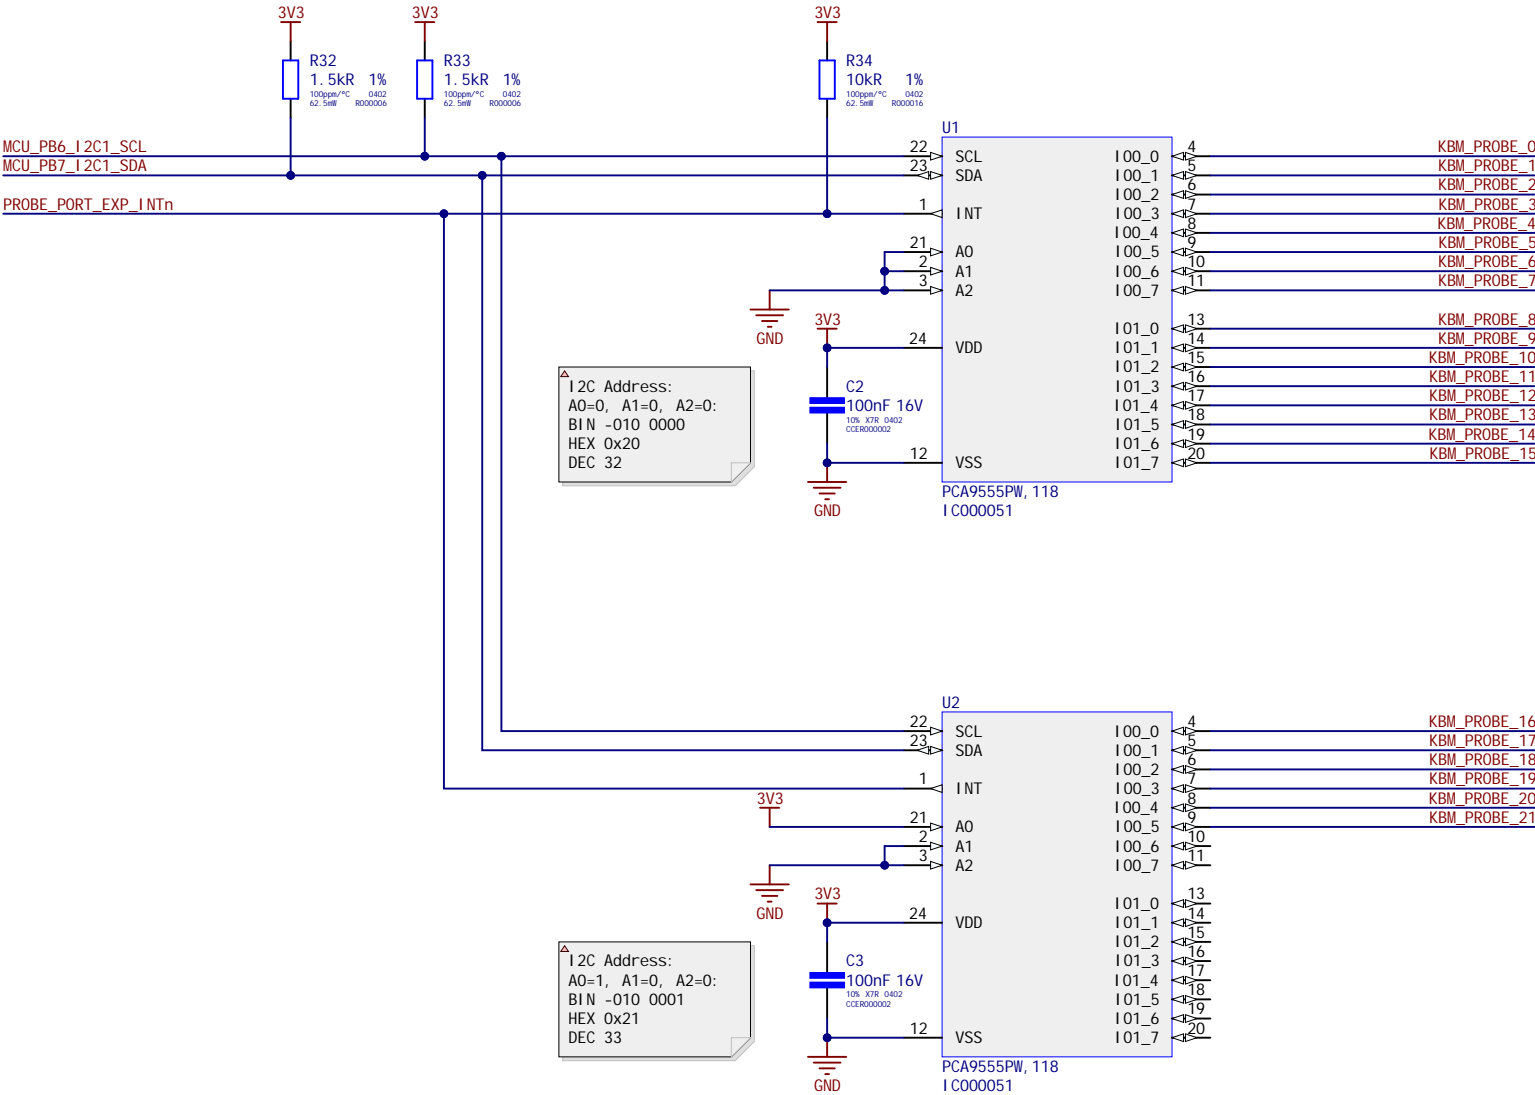 3V3 3V3 3V3
R32 R33 R34
1.5kR 1% 1.5kR 1% 10kR 1%
100ppm/ºC 0402 100ppm/ºC 0402 100ppm/ºC 0402
62.5mW R000006 62.5mW R000006 62.5mW R000016
U1
MCU_PB6_I2C1_SCL 22 SCL IO0_0 4 KBM_PROBE_0
MCU_PB7_I2C1_SDA 23 SDA IO0_1 5 KBM_PROBE_1
IO0_2 6 KBM_PROBE_2
PROBE_PORT_EXP_INTn 1 INT IO0_3 7 KBM_PROBE_3
IO0_4 8 KBM_PROBE_4
21 A0 IO0_5 9 KBM_PROBE_5
2 A1 IO0_6 10 KBM_PROBE_6
3 A2 IO0_7 11 KBM_PROBE_7
GND
3V3
IO1_0 13 KBM_PROBE_8
24 VDD IO1_1 14 KBM_PROBE_9
IO1_2 15 KBM_PROBE_10
IO1_3 16 KBM_PROBE_11
IO1_4 17 KBM_PROBE_12
IO1_5 18 KBM_PROBE_13
IO1_6 19 KBM_PROBE_14
12 VSS IO1_7 20 KBM_PROBE_15
C2
100nF 16V
10% X7R 0402
CCER000002
GND
I2C Address:
A0=0, A1=0, A2=0:
BIN -010 0000
HEX 0x20
DEC 32
PCA9555PW,118
IC000051
U2
22 SCL IO0_0 4 KBM_PROBE_16
23 SDA IO0_1 5 KBM_PROBE_17
IO0_2 6 KBM_PROBE_18
1 INT IO0_3 7 KBM_PROBE_19
3V3
IO0_4 8 KBM_PROBE_20
21 A0 IO0_5 9 KBM_PROBE_21
2 A1 IO0_6 10
3 A2 IO0_7 11
GND
3V3
IO1_0 13
24 VDD IO1_1 14
IO1_2 15
IO1_3 16
IO1_4 17
IO1_5 18
IO1_6 19
12 VSS IO1_7 20
C3
100nF 16V
10% X7R 0402
CCER000002
GND
I2C Address:
A0=1, A1=0, A2=0:
BIN -010 0001
HEX 0x21
DEC 33
PCA9555PW,118
IC000051